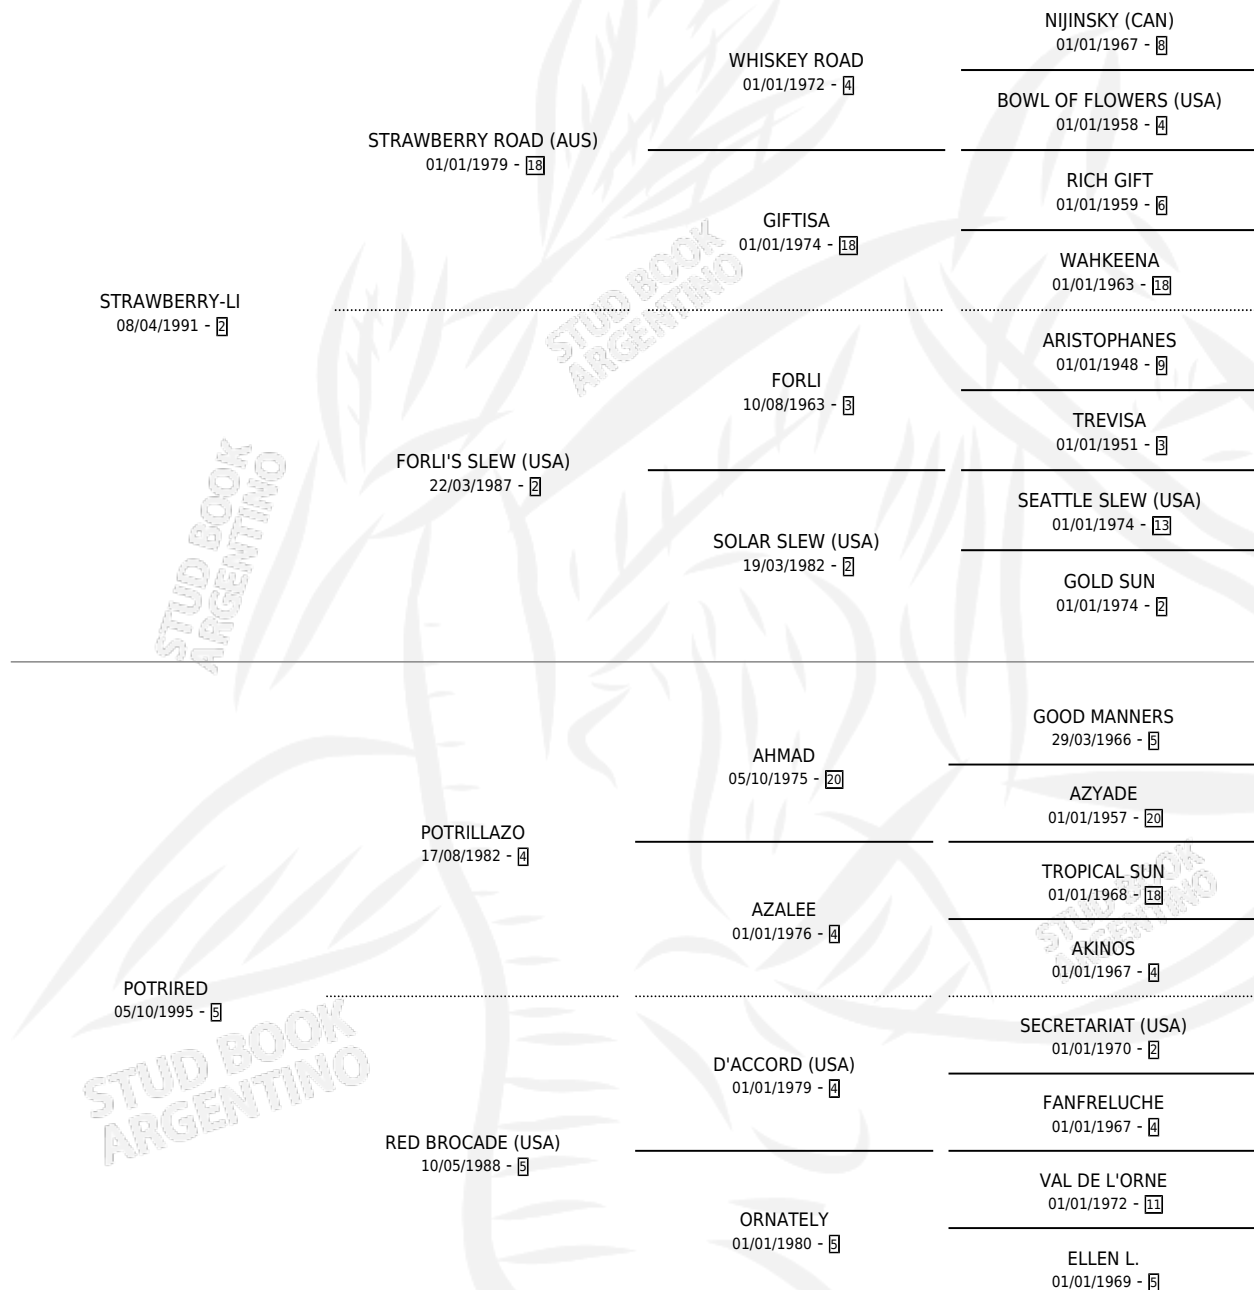 NIJINSKY (CAN)
01/01/1967 - 8
WHISKEY ROAD
01/01/1972 - 4
BOWL OF FLOWERS (USA)
01/01/1958 - 4
STRAWBERRY ROAD (AUS)
01/01/1979 - 18
RICH GIFT
01/01/1959 - 6
GIFTISA
01/01/1974 - 18
WAHKEENA
01/01/1963 - 18
STRAWBERRY-LI
08/04/1991 - 2
ARISTOPHANES
01/01/1948 - 9
FORLI
10/08/1963 - 3
TREVISA
01/01/1951 - 3
FORLI'S SLEW (USA)
22/03/1987 - 2
SEATTLE SLEW (USA)
01/01/1974 - 13
SOLAR SLEW (USA)
19/03/1982 - 2
GOLD SUN
01/01/1974 - 2
GOOD MANNERS
29/03/1966 - 5
AHMAD
05/10/1975 - 20
AZYADE
01/01/1957 - 20
POTRILLAZO
17/08/1982 - 4
TROPICAL SUN
01/01/1968 - 18
AZALEE
01/01/1976 - 4
AKINOS
01/01/1967 - 4
POTRIRED
05/10/1995 - 5
SECRETARIAT (USA)
01/01/1970 - 2
D'ACCORD (USA)
01/01/1979 - 4
FANFRELUCHE
01/01/1967 - 4
RED BROCADE (USA)
10/05/1988 - 5
VAL DE L'ORNE
01/01/1972 - 11
ORNATELY
01/01/1980 - 5
ELLEN L.
01/01/1969 - 5
STUD BOOK
ARGENTINO
STUD BOOK
ARGENTINO
STUD BOOK
ARGENTINO
STUD BOOK
ARGENTINO